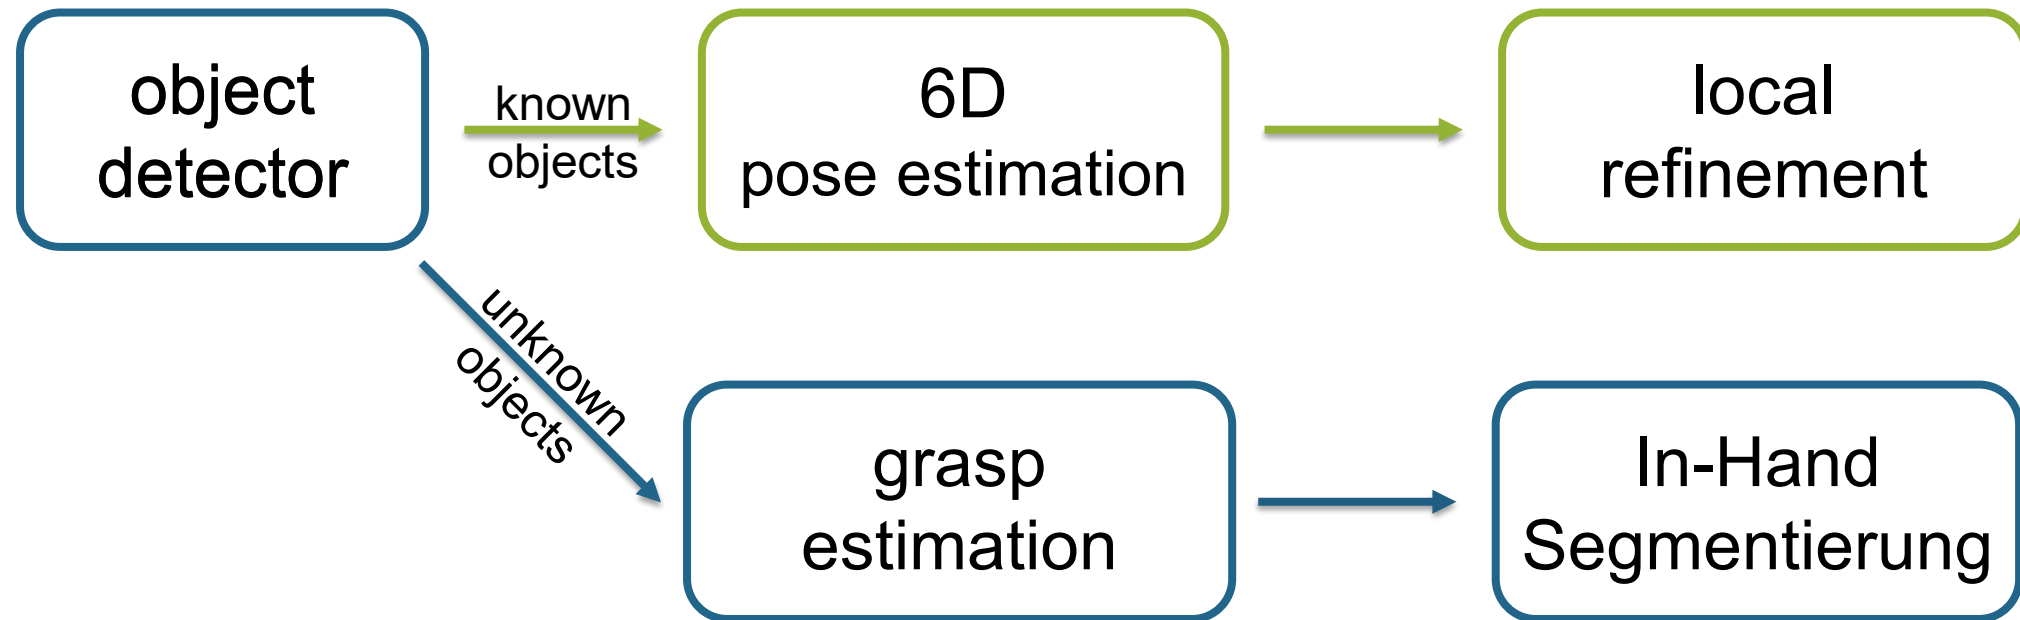 object
detector
known
objects
6D
pose estimation
local
refinement
unknown
objects
grasp
estimation
In-Hand
Segmentierung